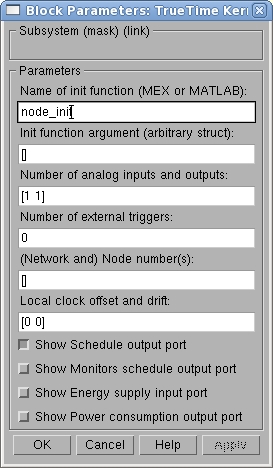 Block Parameters: TrueTime Ker
Subsystem (mask) (link)
Parameters
Name of init function (MEX or MATLAB):
node_init
Init function argument (arbitrary struct):
[]
Number of analog inputs and outputs:
[1 1]
Number of external triggers:
0
(Network and) Node number(s):
[]
Local clock offset and drift:
[0 0]
Show Schedule output port
Show Monitors schedule output port
Show Energy supply input port
Show Power consumption output port
OK Cancel Help Apply